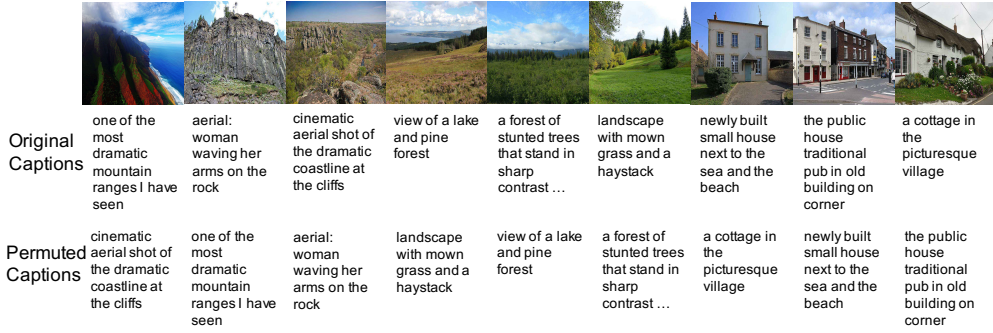 Original
Captions
one of the
most
dramatic
mountain
ranges I have
seen
aerial:
woman
waving her
arms on the
rock
cinematic
aerial shot of
the dramatic
coastline at
the cliffs
view of a lake
and pine
forest
a forest of
stunted trees
that stand in
sharp
contrast ...
landscape
with mown
grass and a
haystack
newly built
small house
next to the
sea and the
beach
the public
house
traditional
pub in old
building on
corner
a cottage in
the
picturesque
village
Permuted
Captions
cinematic
aerial shot of
the dramatic
coastline at
the cliffs
one of the
most
dramatic
mountain
ranges I have
seen
aerial:
woman
waving her
arms on the
rock
landscape
with mown
grass and a
haystack
view of a lake
and pine
forest
a forest of
stunted trees
that stand in
sharp
contrast ...
a cottage in
the
picturesque
village
newly built
small house
next to the
sea and the
beach
the public
house
traditional
pub in old
building on
corner